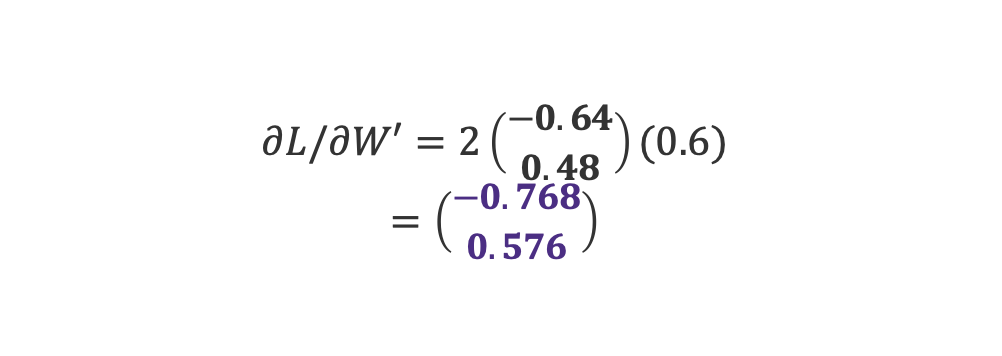 ∂L/∂W′ = 2 (−0.64 0.48) (0.6)
= (−0.768 0.576)